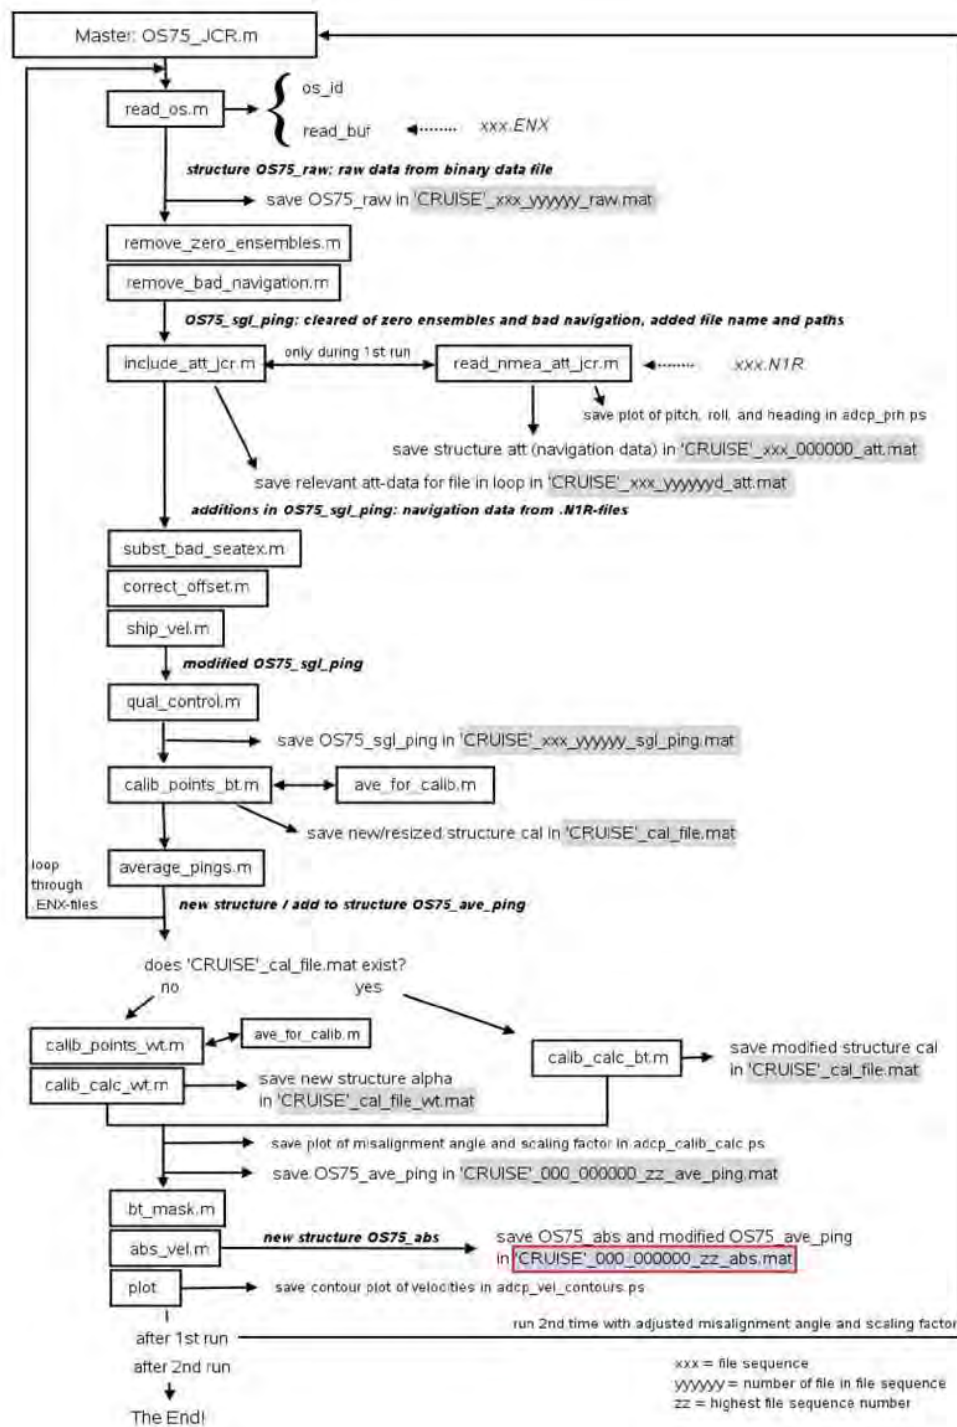 Master: OS75_JCR.m
read_os.m
os_id
read_buf
xxx.ENX
structure OS75_raw: raw data from binary data file
save OS75_raw in 'CRUISE'_xxx_yyyyyy_raw.mat
remove_zero_ensembles.m
remove_bad_navigation.m
OS75_sgl_ping: cleared of zero ensembles and bad navigation, added file name and paths
include_att_jcr.m
only during 1st run
read_nmea_att_jcr.m
xxx.N1R
save plot of pitch, roll, and heading in adcp_prh.ps
save structure att (navigation data) in 'CRUISE'_xxx_000000_att.mat
save relevant att-data for file in loop in 'CRUISE'_xxx_yyyyyyd_att.mat
additions in OS75_sgl_ping: navigation data from .N1R-files
subst_bad_seatex.m
correct_offset.m
ship_vel.m
modified OS75_sgl_ping
qual_control.m
save OS75_sgl_ping in 'CRUISE'_xxx_yyyyyy_sgl_ping.mat
calib_points_bt.m
ave_for_calib.m
save new/resized structure cal in 'CRUISE'_cal_file.mat
average_pings.m
loop
through
.ENX-files
new structure / add to structure OS75_ave_ping
does 'CRUISE'_cal_file.mat exist?
no
yes
calib_points_wt.m
ave_for_calib.m
calib_calc_wt.m
save new structure alpha
in 'CRUISE'_cal_file_wt.mat
calib_calc_bt.m
save modified structure cal
in 'CRUISE'_cal_file.mat
save plot of misalignment angle and scaling factor in adcp_calib_calc.ps
save OS75_ave_ping in 'CRUISE'_000_000000_zz_ave_ping.mat
bt_mask.m
abs_vel.m
new structure OS75_abs
save OS75_abs and modified OS75_ave_ping
in 'CRUISE'_000_000000_zz_abs.mat
plot
save contour plot of velocities in adcp_vel_contours.ps
after 1st run
run 2nd time with adjusted misalignment angle and scaling factor
after 2nd run
The End!
xxx = file sequence
yyyyyy = number of file in file sequence
zz = highest file sequence number